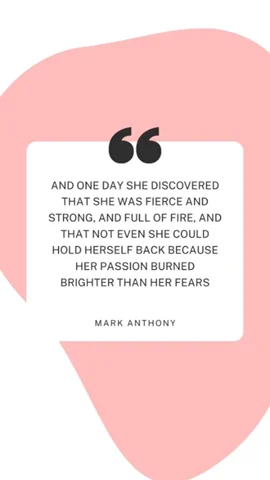 AND ONE DAY SHE DISCOVERED
THAT SHE WAS FIERCE AND
STRONG, AND FULL OF FIRE, AND
THAT NOT EVEN SHE COULD
HOLD HERSELF BACK BECAUSE
HER PASSION BURNED
BRIGHTER THAN HER FEARS
MARK ANTHONY